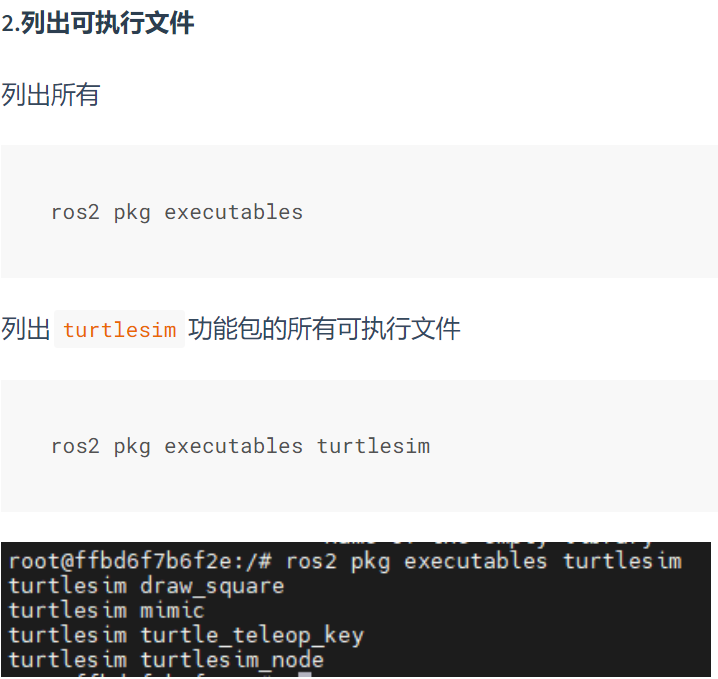 2.列出可执行文件
列出所有
ros2 pkg executables
列出 turtlesim 功能包的所有可执行文件
ros2 pkg executables turtlesim
root@ffbd6f7b6f2e:/# ros2 pkg executables turtlesim
turtlesim draw_square
turtlesim mimic
turtlesim turtle_teleop_key
turtlesim turtlesim_node